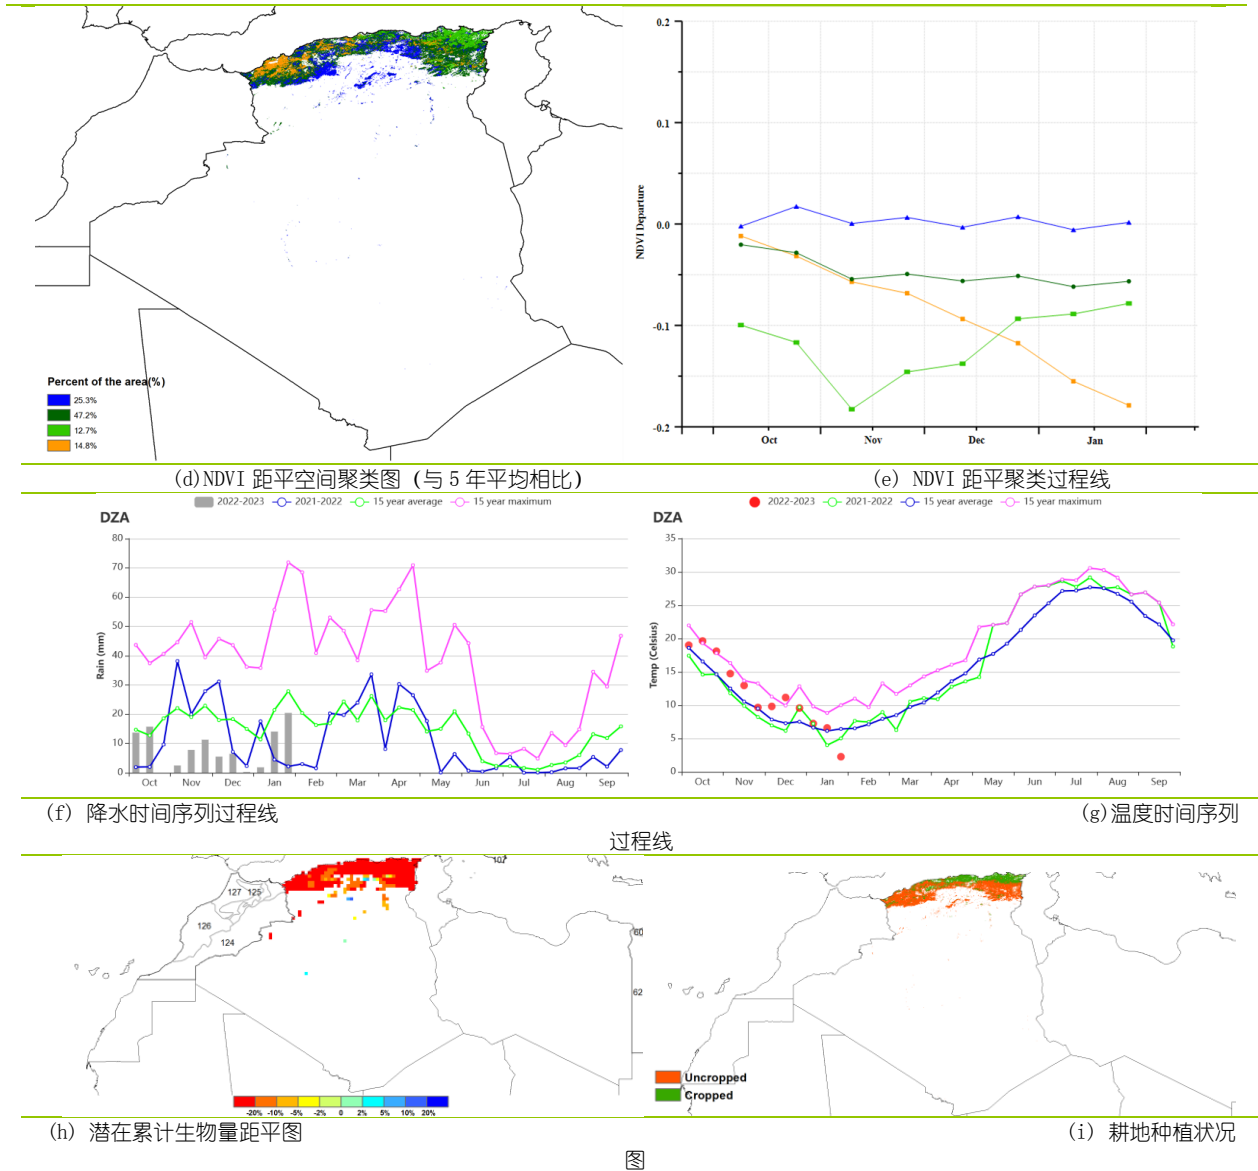 Percent of the area(%)
25.3%
47.2%
12.7%
14.8%
0.2
0.1
0.0
-0.1
-0.2
NDVI Departure
Oct Nov Dec Jan
(d)NDVI 距平空间聚类图 (与 5 年平均相比)
(e) NDVI 距平聚类过程线
2022-2023 2021-2022 15 year average 15 year maximum
DZA
80
70
60
50
40
30
20
10
0
Rain (mm)
Oct Nov Dec Jan Feb Mar Apr May Jun Jul Aug Sep
2022-2023 2021-2022 15 year average 15 year maximum
DZA
35
30
25
20
15
10
5
0
Temp (Celsius)
Oct Nov Dec Jan Feb Mar Apr May Jun Jul Aug Sep
(f) 降水时间序列过程线
(g)温度时间序列
过程线
107
127 125
126
124
60
62
-20% -10% -5% -2% 0 2% 5% 10% 20%
Uncropped
Cropped
(h) 潜在累计生物量距平图
(i) 耕地种植状况
图